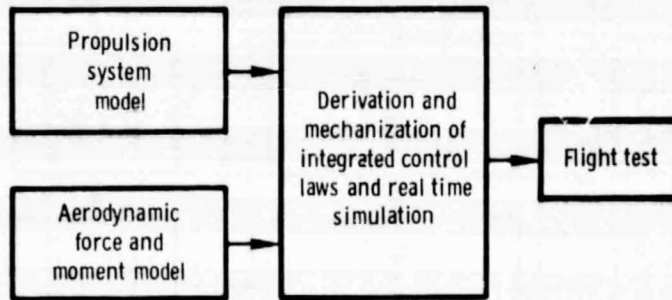 Propulsion
system
model
Aerodynamic
force and
moment model
Derivation and
mechanization of
integrated control
laws and real time
simulation
Flight test